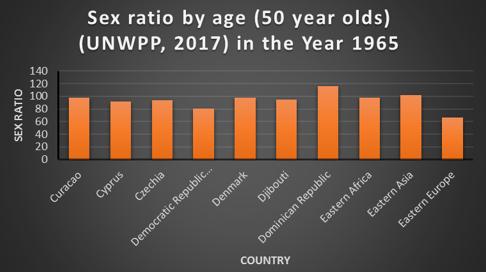 Sex ratio by age (50 year olds)
(UNWPP, 2017) in the Year 1965
140
120
100
80
60
40
20
0
SEX RATIO
Curacao
Cyprus
Czechia
Democratic Republic...
Denmark
Djibouti
Dominican Republic
Eastern Africa
Eastern Asia
Eastern Europe
COUNTRY